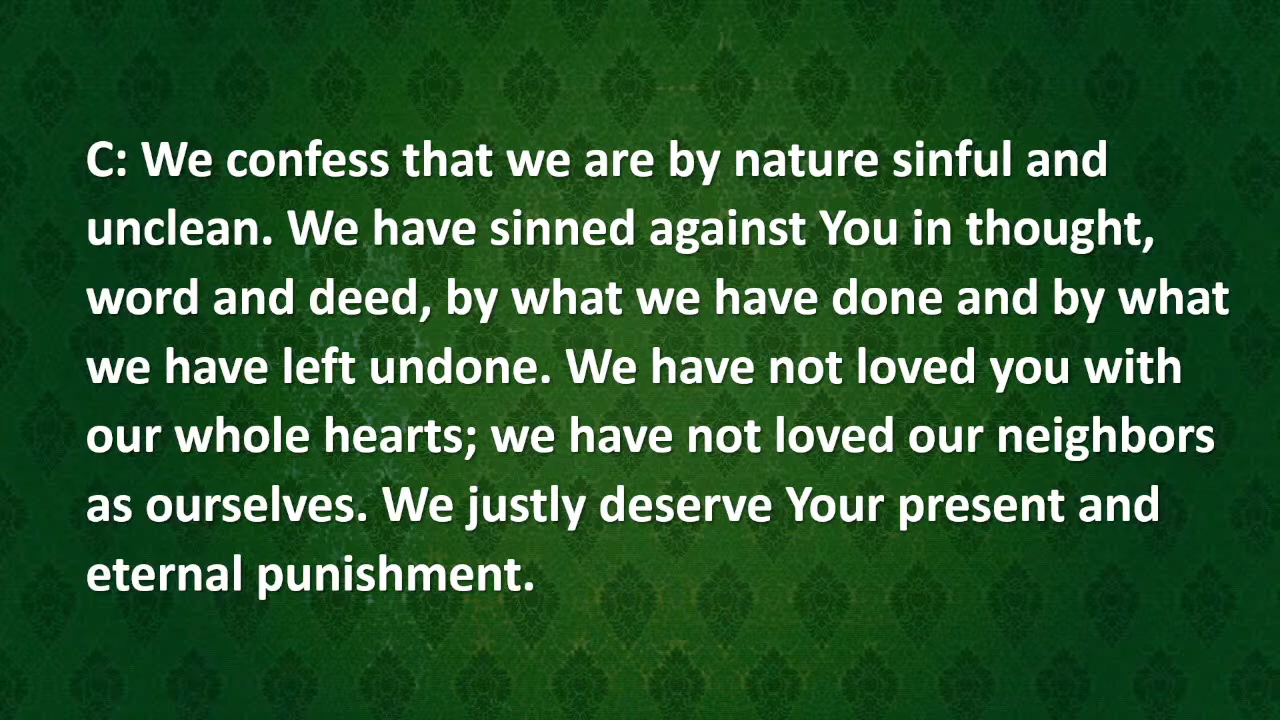 C: We confess that we are by nature sinful and
unclean. We have sinned against You in thought,
word and deed, by what we have done and by what
we have left undone. We have not loved you with
our whole hearts; we have not loved our neighbors
as ourselves. We justly deserve Your present and
eternal punishment.